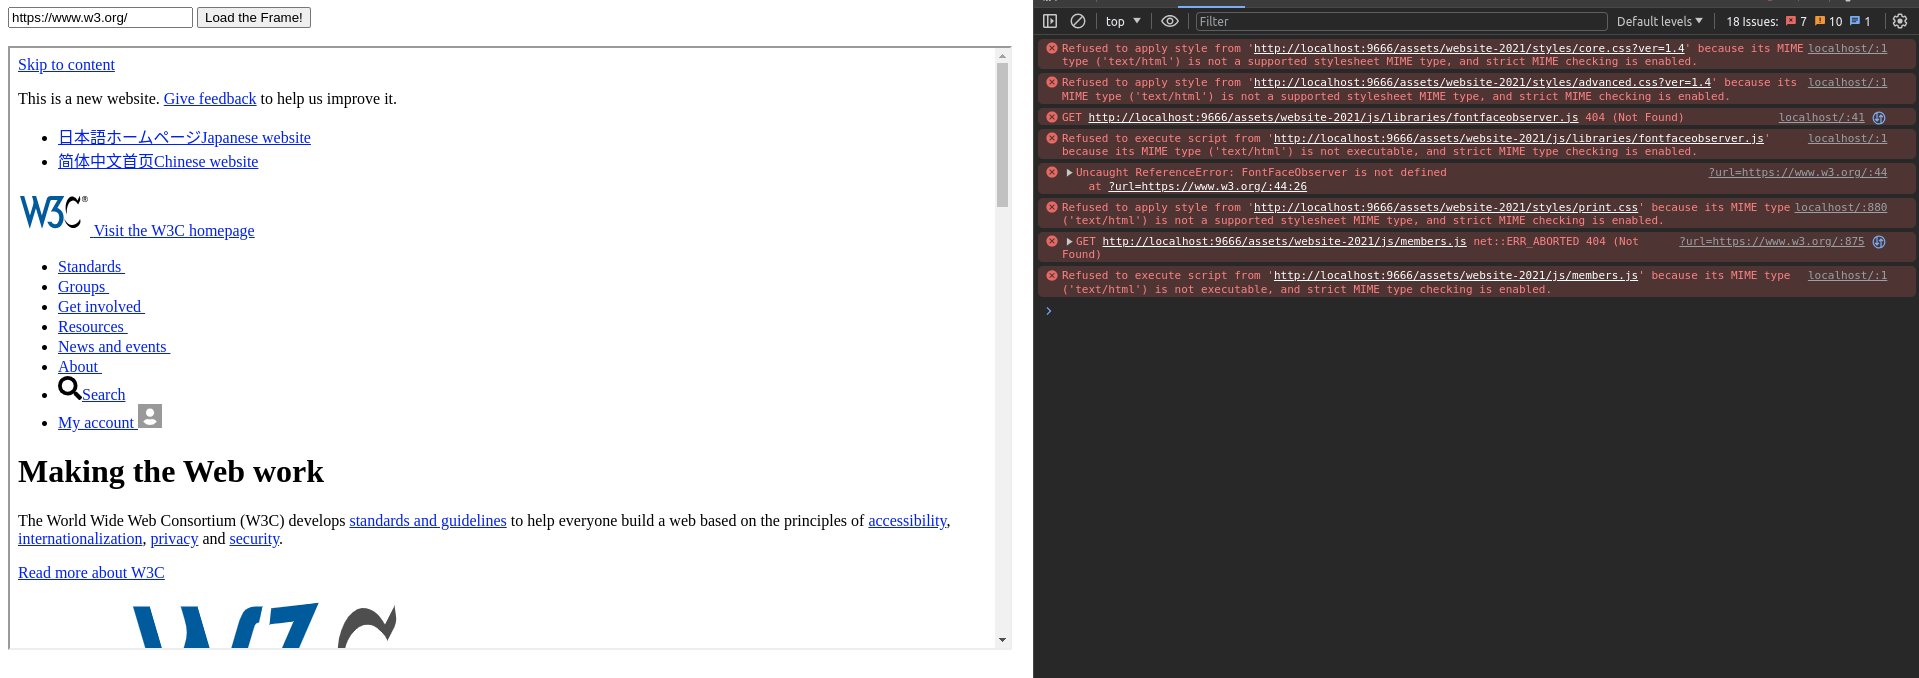 https://www.w3.org/ Load the Frame!
Skip to content
This is a new website. Give feedback to help us improve it.
日本語ホームページJapanese website
简体中文首页Chinese website
W3C® Visit the W3C homepage
Standards
Groups
Get involved
Resources
News and events
About
Search
My account
Making the Web work
The World Wide Web Consortium (W3C) develops standards and guidelines to help everyone build a web based on the principles of accessibility,
internationalization, privacy and security.
Read more about W3C
W3C
top Filter Default levels 18 Issues: 7 10 1
Refused to apply style from 'http://localhost:9666/assets/website-2021/styles/core.css?ver=1.4' because its MIME localhost/:1
type ('text/html') is not a supported stylesheet MIME type, and strict MIME checking is enabled.
Refused to apply style from 'http://localhost:9666/assets/website-2021/styles/advanced.css?ver=1.4' because its localhost/:1
MIME type ('text/html') is not a supported stylesheet MIME type, and strict MIME checking is enabled.
GET http://localhost:9666/assets/website-2021/js/libraries/fontfaceobserver.js 404 (Not Found) localhost/:41
Refused to execute script from 'http://localhost:9666/assets/website-2021/js/libraries/fontfaceobserver.js' localhost/:1
because its MIME type ('text/html') is not executable, and strict MIME type checking is enabled.
Uncaught ReferenceError: FontFaceObserver is not defined ?url=https://www.w3.org/:44
at ?url=https://www.w3.org/:44:26
Refused to apply style from 'http://localhost:9666/assets/website-2021/styles/print.css' because its MIME type localhost/:880
('text/html') is not a supported stylesheet MIME type, and strict MIME checking is enabled.
GET http://localhost:9666/assets/website-2021/js/members.js net::ERR_ABORTED 404 (Not ?url=https://www.w3.org/:875
Found)
Refused to execute script from 'http://localhost:9666/assets/website-2021/js/members.js' because its MIME type localhost/:1
('text/html') is not executable, and strict MIME type checking is enabled.